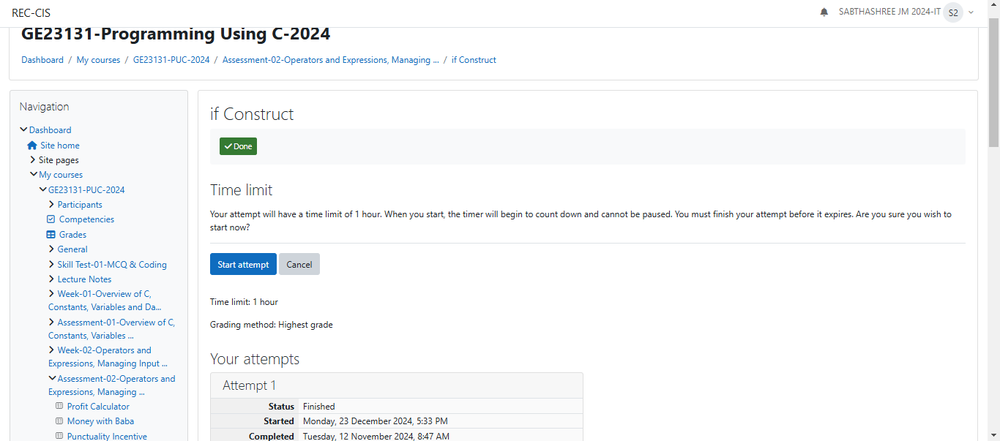 REC-CIS
SABTHASHREE JM 2024-IT S2
GE23131-Programming Using C-2024
Dashboard / My courses / GE23131-PUC-2024 / Assessment-02-Operators and Expressions, Managing ... / if Construct
Navigation
Dashboard
Site home
Site pages
My courses
GE23131-PUC-2024
Participants
Competencies
Grades
General
Skill Test-01-MCQ & Coding
Lecture Notes
Week-01-Overview of C,
Constants, Variables and Da...
Assessment-01-Overview of C,
Constants, Variables ...
Week-02-Operators and
Expressions, Managing Input ...
Assessment-02-Operators and
Expressions, Managing ...
Profit Calculator
Money with Baba
Punctuality Incentive
if Construct
Done
Time limit
Your attempt will have a time limit of 1 hour. When you start, the timer will begin to count down and cannot be paused. You must finish your attempt before it expires. Are you sure you wish to
start now?
Start attempt Cancel
Time limit: 1 hour
Grading method: Highest grade
Your attempts
Attempt 1
Status Finished
Started Monday, 23 December 2024, 5:33 PM
Completed Tuesday, 12 November 2024, 8:47 AM